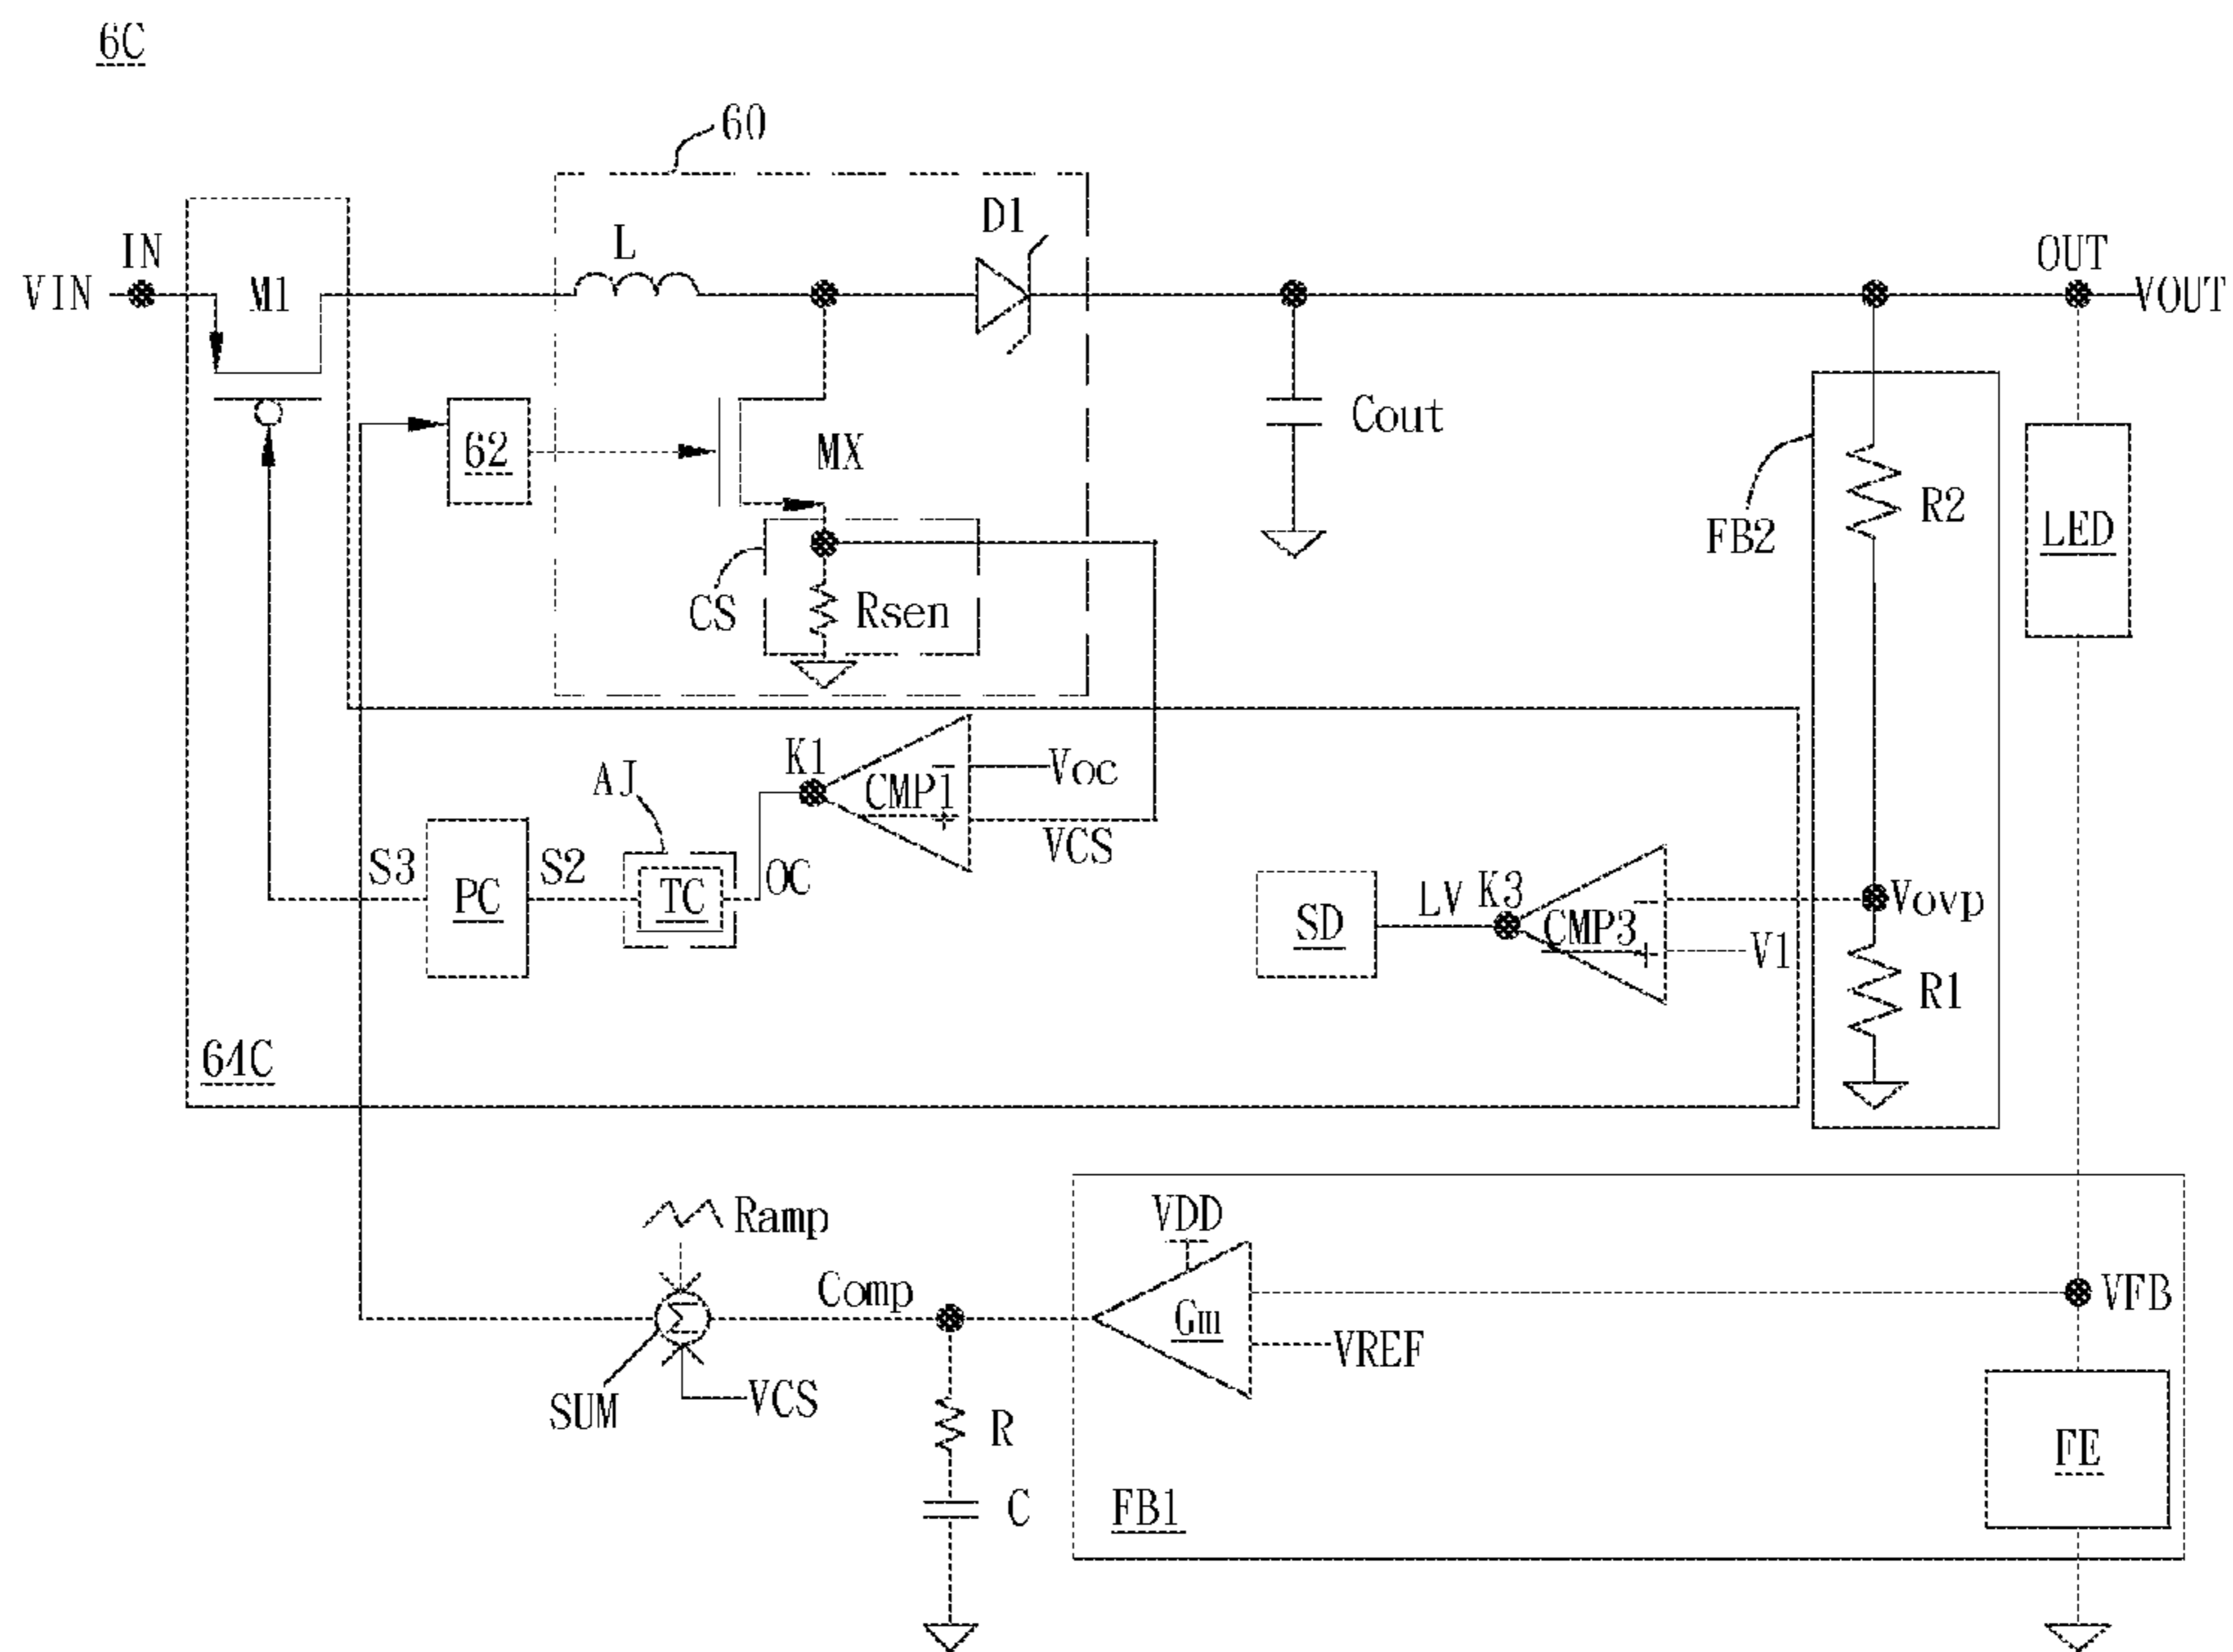 6C
60
D1
IN
L
OUT
VIN
M1
VOUT
Cout
62
MX
R2
LED
FB2
CS
Rsen
K1
Voc
AJ
CMP1
VCS
S3
S2
OC
PC
TC
LV
K3
Vovp
SD
CMP3
V1
R1
64C
Ramp
VDD
Comp
VFB
Σ
Gm
VREF
VCS
SUM
R
FE
C
FB1